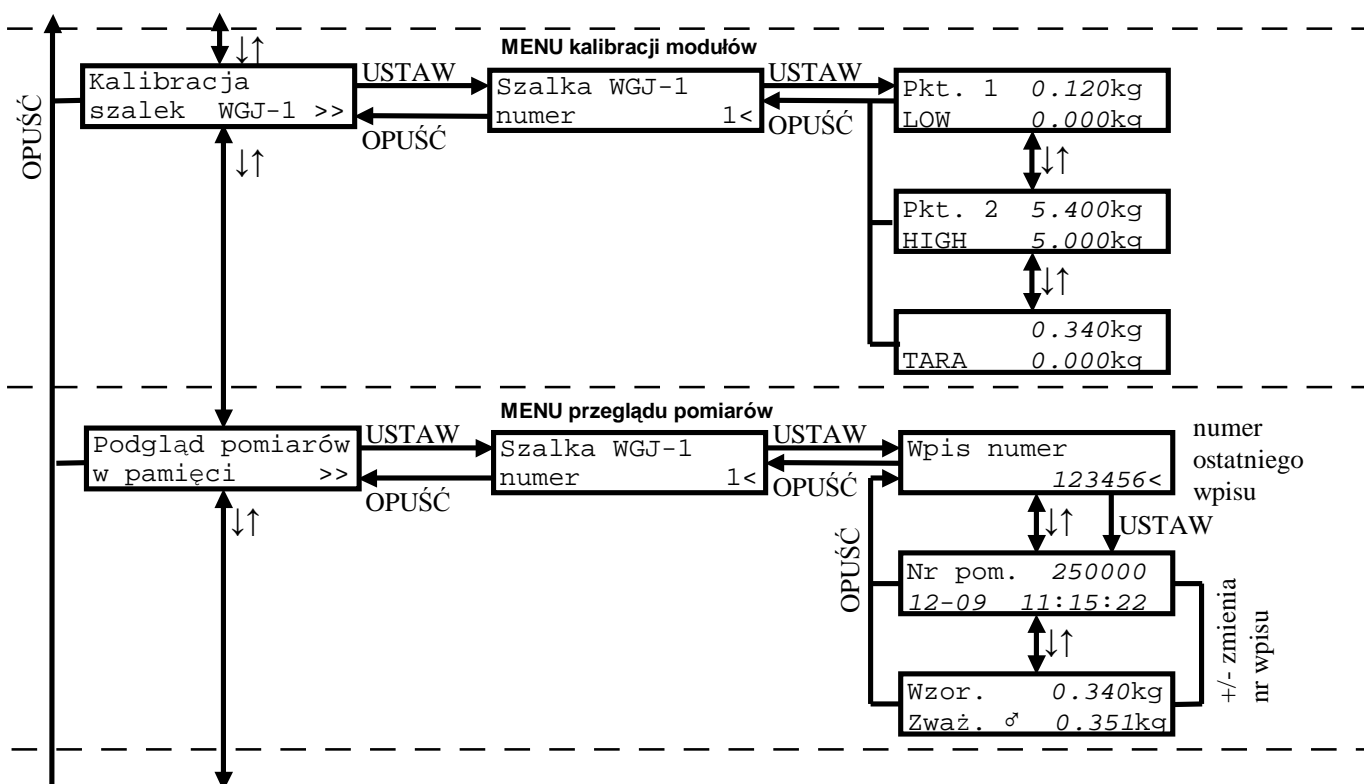 MENU kalibracji modułów
↓↑
Kalibracja
szalek WGJ-1 >>
USTAW
OPUŚĆ
Szalka WGJ-1
numer 1<
USTAW
OPUŚĆ
Pkt. 1 0.120kg
LOW 0.000kg
↓↑
Pkt. 2 5.400kg
HIGH 5.000kg
↓↑
0.340kg
TARA 0.000kg
OPUŚĆ
↓↑
MENU przeglądu pomiarów
Podgląd pomiarów
w pamięci >>
USTAW
OPUŚĆ
Szalka WGJ-1
numer 1<
USTAW
OPUŚĆ
Wpis numer
123456<
numer
ostatniego
wpisu
↓↑
↓↑
USTAW
OPUŚĆ
Nr pom. 250000
12-09 11:15:22
↓↑
Wzor. 0.340kg
Zważ. ♂ 0.351kg
+/- zmienia
nr wpisu